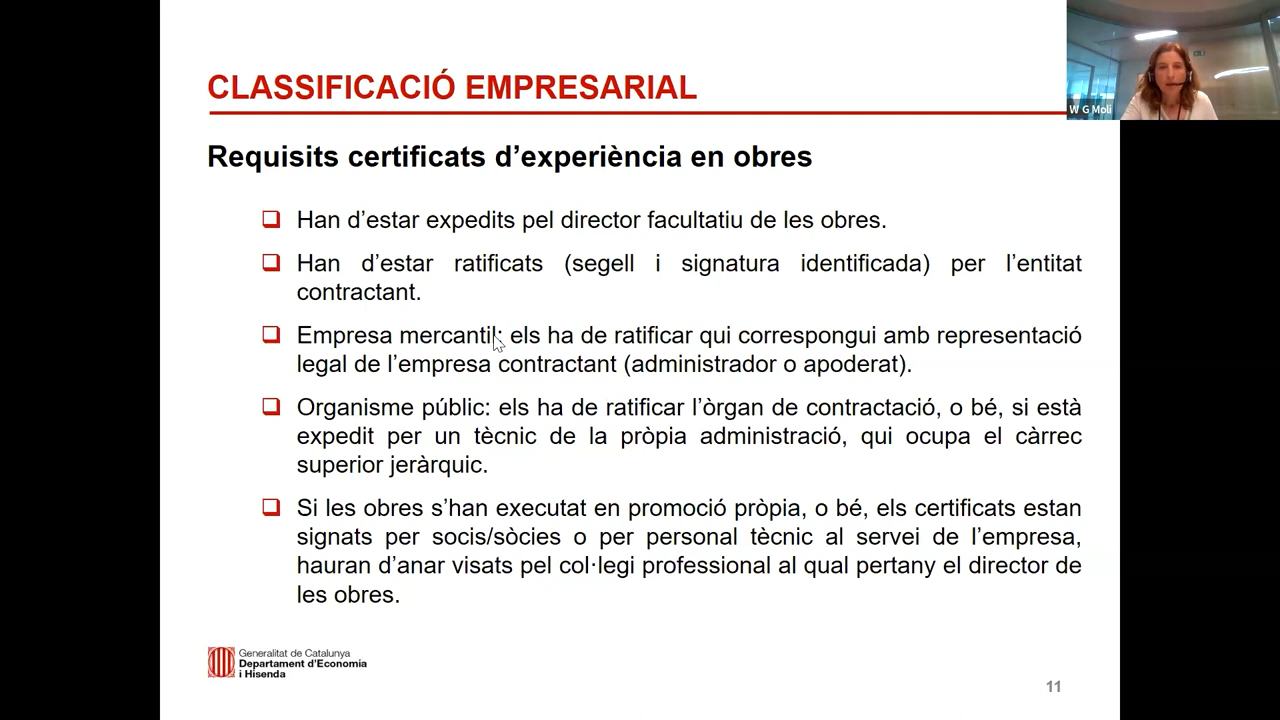 CLASSIFICACIÓ EMPRESARIAL
W G Moli
Requisits certificats d’experiència en obres
Han d’estar expedits pel director facultatiu de les obres.
Han d’estar ratificats (segell i signatura identificada) per l’entitat
contractant.
Empresa mercantil: els ha de ratificar qui correspongui amb representació
legal de l’empresa contractant (administrador o apoderat).
Organisme públic: els ha de ratificar l’òrgan de contractació, o bé, si està
expedit per un tècnic de la pròpia administració, qui ocupa el càrrec
superior jeràrquic.
Si les obres s’han executat en promoció pròpia, o bé, els certificats estan
signats per socis/sòcies o per personal tècnic al servei de l’empresa,
hauran d’anar visats pel col·legi professional al qual pertany el director de
les obres.
Generalitat de Catalunya
Departament d’Economia
i Hisenda
11